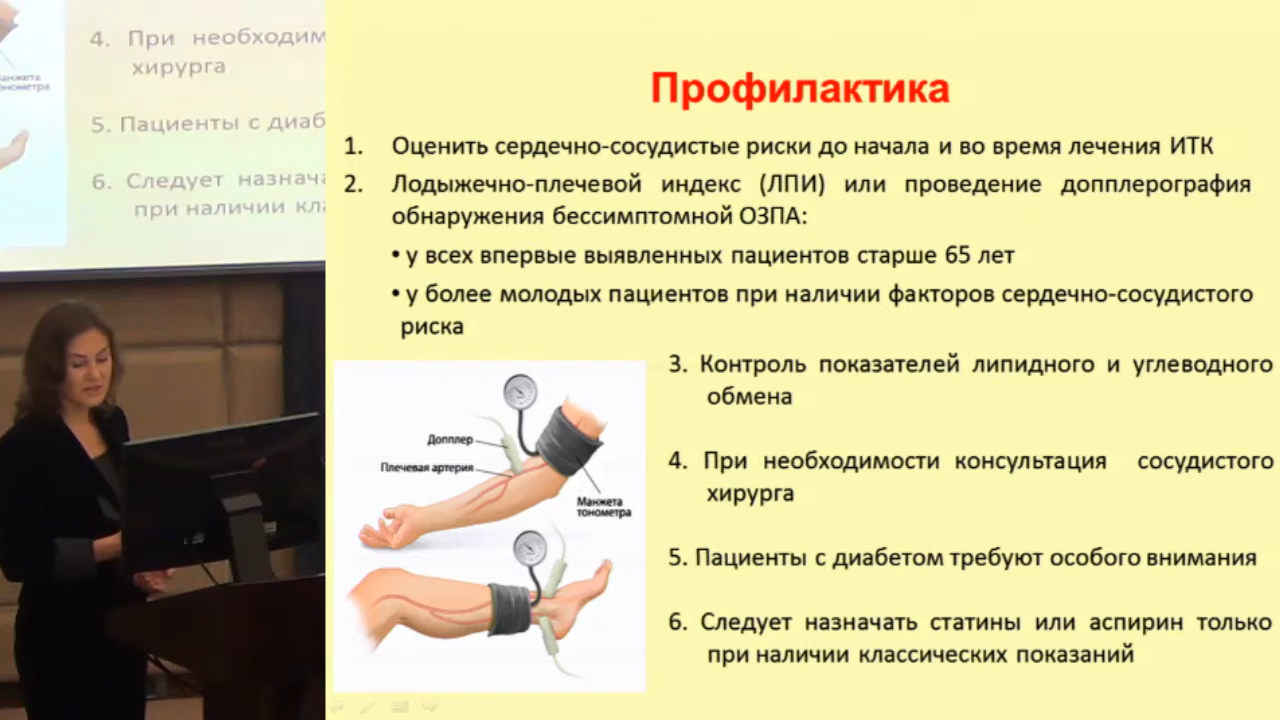 4. При необходим
хирурга
Манжета
тонометра
5. Пациенты с диаб
6. Следует назнача
при наличии кла
Профилактика
1. Оценить сердечно-сосудистые риски до начала и во время лечения ИТК
2. Лодыжечно-плечевой индекс (ЛПИ) или проведение допплерография
обнаружения бессимптомной ОЗПА:
• у всех впервые выявленных пациентов старше 65 лет
• у более молодых пациентов при наличии факторов сердечно-сосудистого
риска
3. Контроль показателей липидного и углеводного
обмена
4. При необходимости консультация сосудистого
хирурга
5. Пациенты с диабетом требуют особого внимания
6. Следует назначать статины или аспирин только
при наличии классических показаний
Допплер
Плечевая артерия
Манжета
тонометра